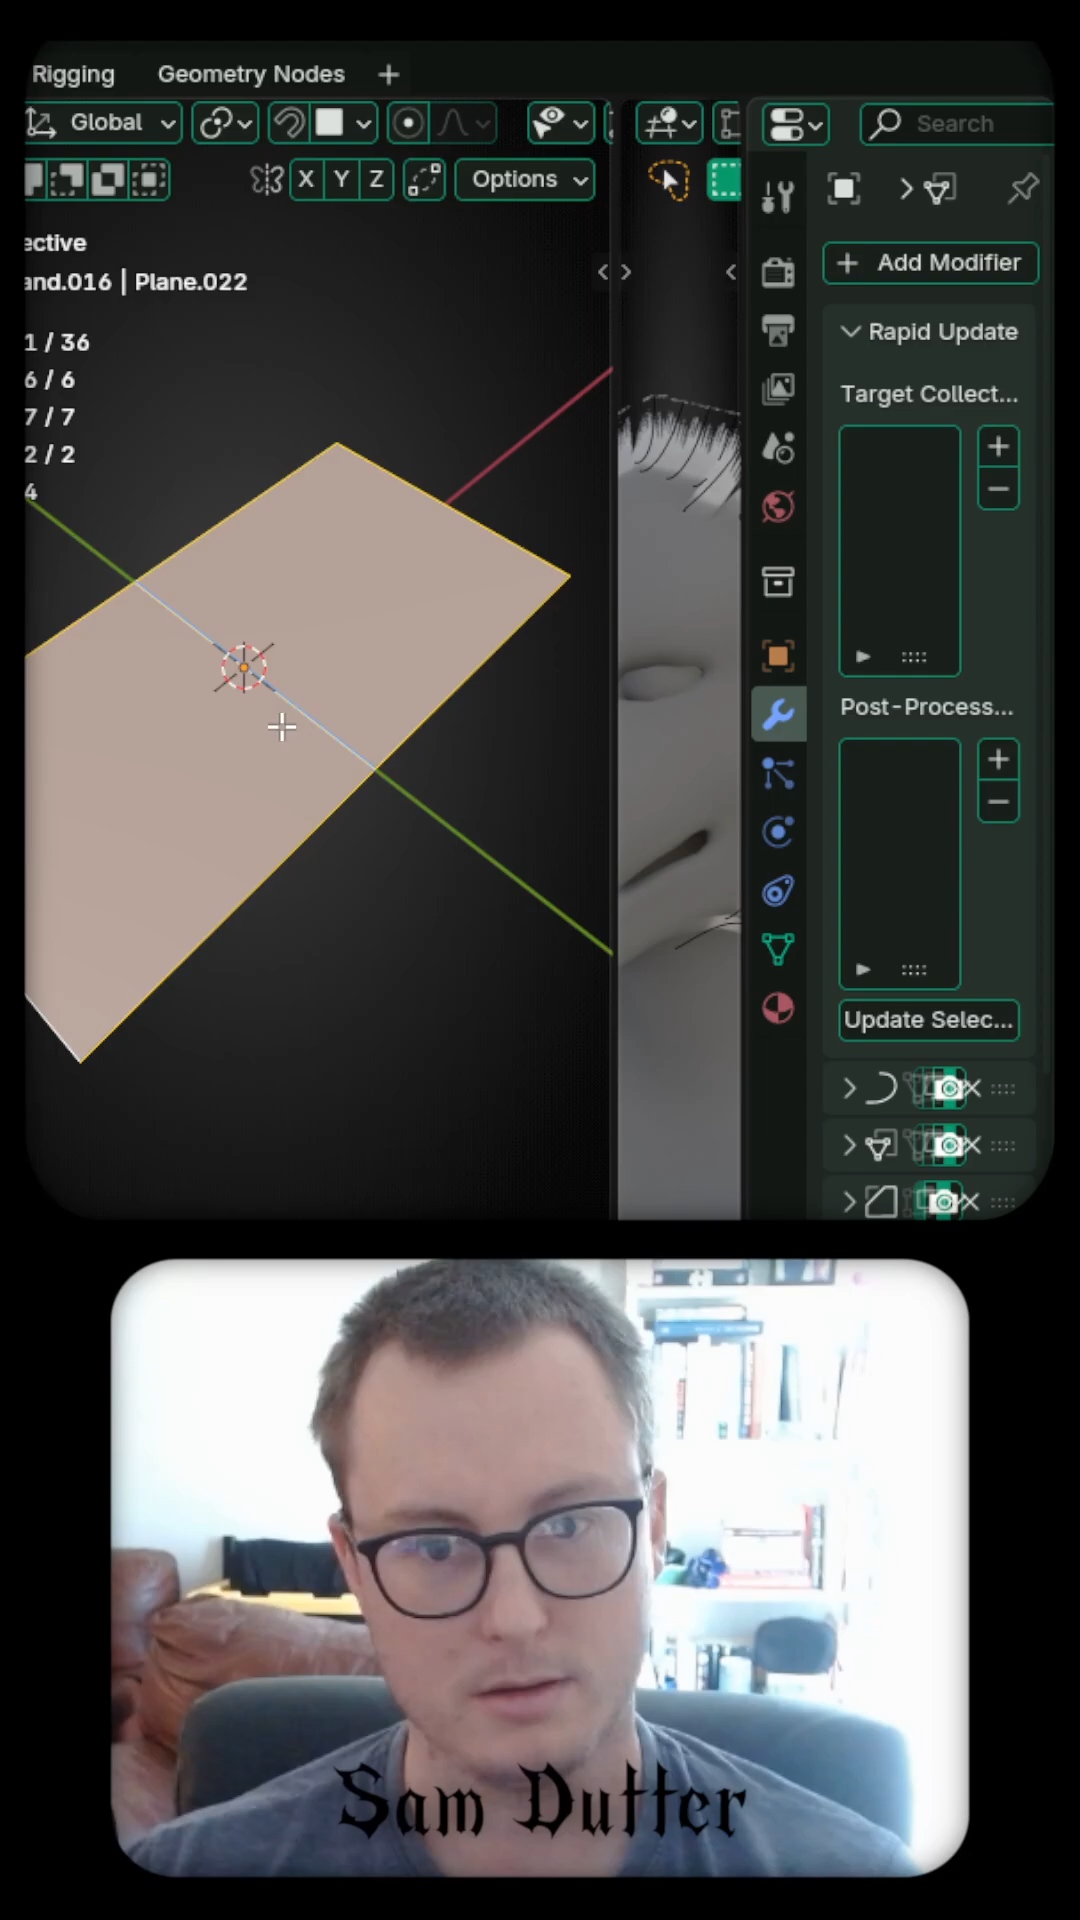 Rigging Geometry Nodes +
Global
Search
X Y Z Options
ective
and.016 | Plane.022
Add Modifier
1 / 36
Rapid Update
6 / 6
Target Collect...
7 / 7
2 / 2
4
Post-Process...
Update Selec...
Sam Dutter